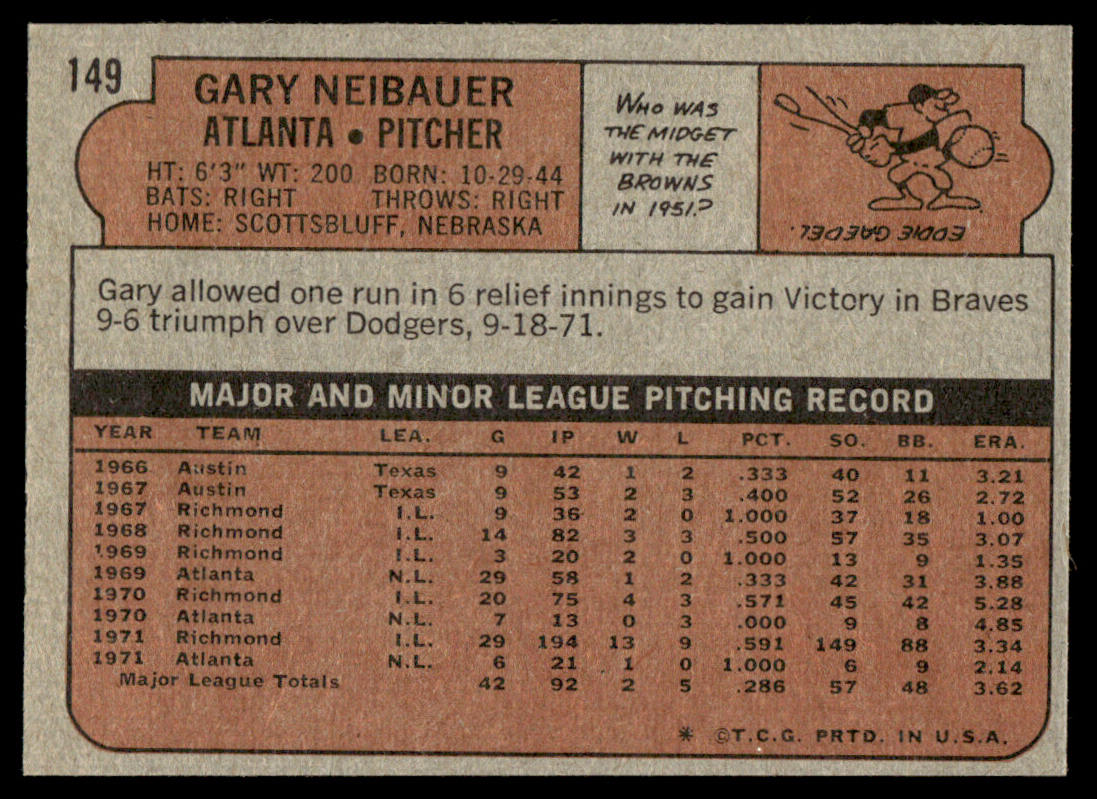 149
GARY NEIBAUER
ATLANTA • PITCHER
HT: 6'3" WT: 200 BORN: 10-29-44
BATS: RIGHT THROWS: RIGHT
HOME: SCOTTSBLUFF, NEBRASKA
WHO WAS
THE MIDGET
WITH THE
BROWNS
IN 1951?
EDDIE GAEDEL.
Gary allowed one run in 6 relief innings to gain Victory in Braves
9-6 triumph over Dodgers, 9-18-71.
MAJOR AND MINOR LEAGUE PITCHING RECORD
YEAR TEAM LEA. G IP W L PCT. SO. BB. ERA.
1966 Austin Texas 9 42 1 2 .333 40 11 3.21
1967 Austin Texas 9 53 2 3 .400 52 26 2.72
1967 Richmond I.L. 9 36 2 0 1.000 37 18 1.00
1968 Richmond I.L. 14 82 3 3 .500 57 35 3.07
1969 Richmond I.L. 3 20 2 0 1.000 13 9 1.35
1969 Atlanta N.L. 29 58 1 2 .333 42 31 3.88
1970 Richmond I.L. 20 75 4 3 .571 45 42 5.28
1970 Atlanta N.L. 7 13 0 3 .000 9 8 4.85
1971 Richmond I.L. 29 194 13 9 .591 149 88 3.34
1971 Atlanta N.L. 6 21 1 0 1.000 6 9 2.14
Major League Totals 42 92 2 5 .286 57 48 3.62
* ©T.C.G. PRTD. IN U.S.A.